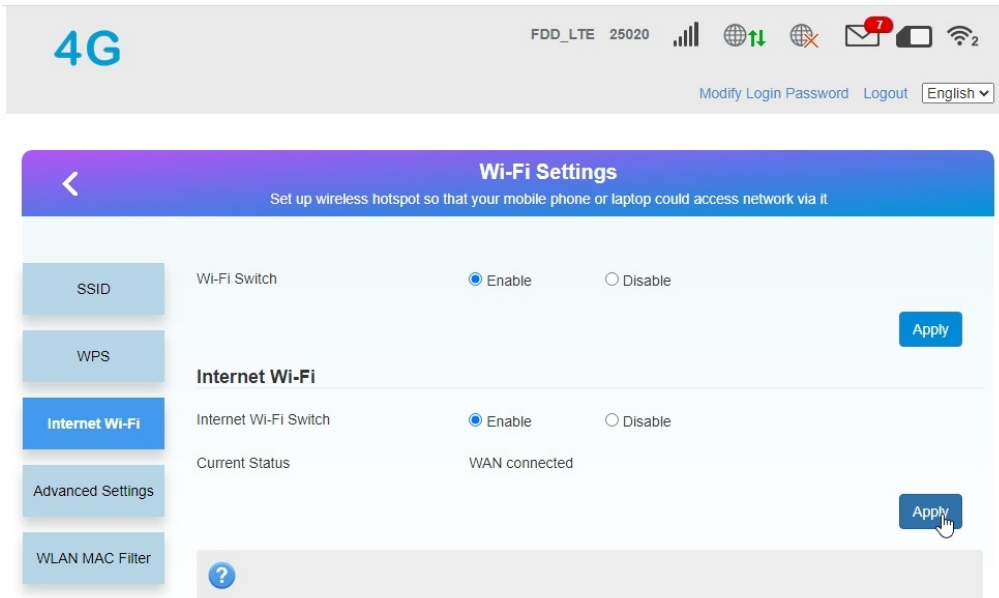 4G
FDD_LTE 25020
7
2
Modify Login Password Logout English
Wi-Fi Settings
Set up wireless hotspot so that your mobile phone or laptop could access network via it
SSID
Wi-Fi Switch Enable Disable
Apply
WPS
Internet Wi-Fi
Internet Wi-Fi
Internet Wi-Fi Switch Enable Disable
Current Status WAN connected
Advanced Settings
Apply
WLAN MAC Filter
?